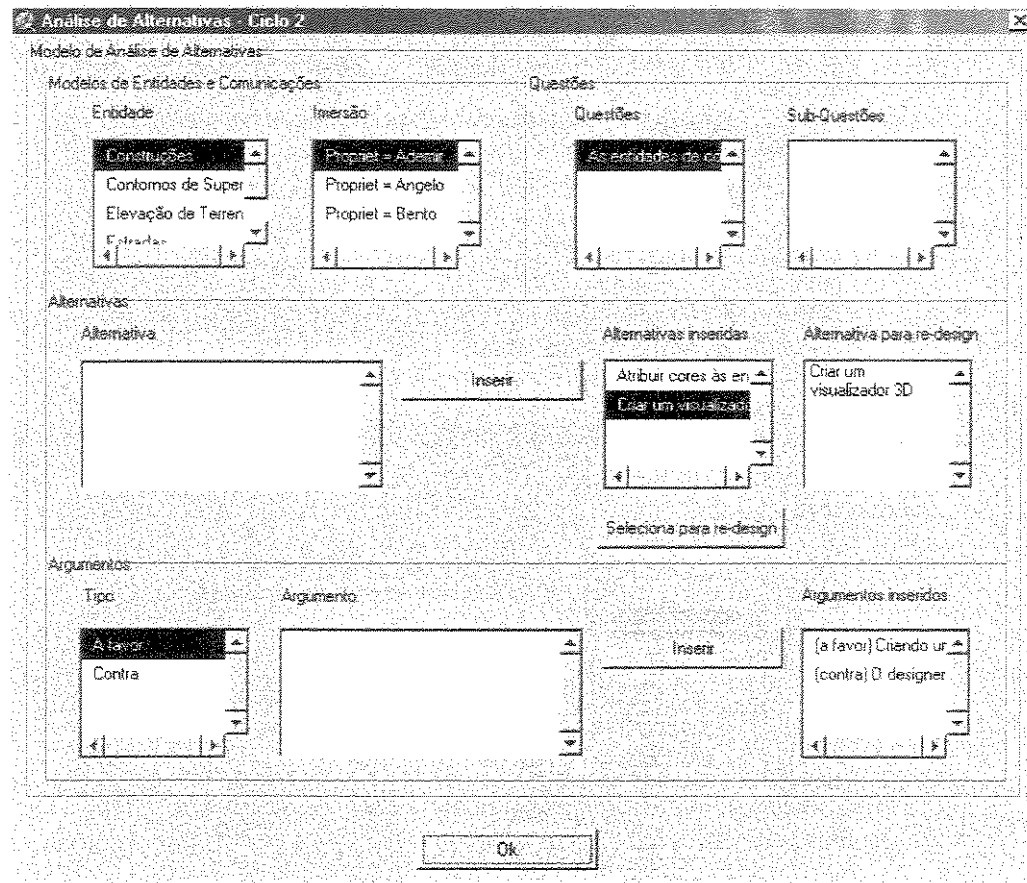 Análise de Alternativas - Ciclo 2
Modelo de Análise de Alternativas
Modelos de Entidades e Comunicações
Questões
Entidade
Imersão
Questões
Sub-Questões
Construções
Contornos de Super
Elevação de Terren
Estradas
Propriet = Ademir
Propriet = Angelo
Propriet = Bento
As entidades de co
Alternativas
Alternativa
Inserir
Alternativas inseridas
Alternativa para re-design
Atribuir cores às en
Criar um visualizador
Criar um
visualizador 3D
Seleciona para re-design
Argumentos
Tipo
Argumento
Argumentos inseridos
A favor
Contra
Inserir
(a favor) Criando ur
(contra) O designer
Ok